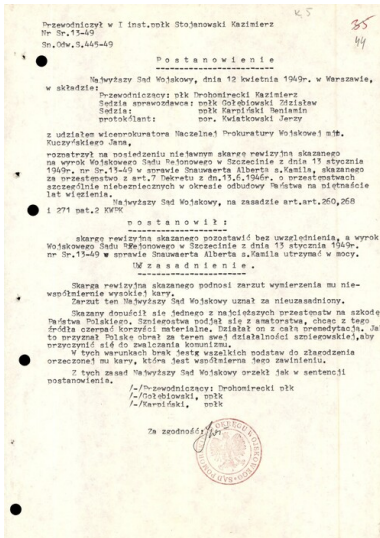 Przewodniczył w I inst.ppłk Stojanowski Kazimierz
Nr Sr.13-49
Sn.Odw.S.445-49
K 5
35
44
P o s t a n o w i e n i e
Najwyższy Sąd Wojskowy, dnia 12 kwietnia 1949r. w Warszawie,
w składzie:
Przewodniczący: płk Drohomirecki Kazimierz
Sędzia sprawozdawca: ppłk Gołębiowski Zdzisław
Sędzia: ppłk Karpiński Beniamin
protokólant: por. Kwiatkowski Jerzy
z udziałem wiceprokuratora Naczelnej Prokuratury Wojskowej mjr.
Kuczyńskiego Jana,
rozpatrzył na posiedzeniu niejawnym skargę rewizyjną skazanego
na wyrok Wojskowego Sądu Rejonowego w Szczecinie z dnia 13 stycznia
1949r. nr Sr.13-49 w sprawie Snauwaerta Alberta s.Kamila, skazanego
za przestępstwo z art.7 Dekretu z dn.13.6.1946r. o przestępstwach
szczególnie niebezpiecznych w okresie odbudowy Państwa na piętnaście
lat więzienia.
Najwyższy Sąd Wojskowy, na zasadzie art.art.260,268
i 271 pkt.2 KWPK
p o s t a n o w i ł :
skargę rewizyjną skazanego pozostawić bez uwzględnienia, a wyrok
Wojskowego Sądu Rejonowego w Szczecinie z dnia 13 stycznia 1949r.
nr Sr.13-49 w sprawie Snauwaerta Alberta s.Kamila utrzymać w mocy.
U z a s a d n i e n i e .
Skarga rewizyjna skazanego podnosi zarzut wymierzenia mu nie-
współmiernie wysokiej kary.
Zarzut ten Najwyższy Sąd Wojskowy uznał za nieuzasadniony.
Skazany dopuścił się jednego z najcięższych przestępstw na szkodę
Państwa Polskiego. Szpiegostwa podjął się z amatorstwa, chcąc z tego
źródła czerpać korzyści materialne. Działał on z całą premedytacją. Jak
to przyznał Polskę obrał za teren swej działalności szpiegowskiej,aby
przyczynić się do zwalczania komunizmu.
W tych warunkach brak jest wszelkich podstaw do złagodzenia
orzeczonej mu kary, która jest współmierna jego zawinieniu.
Z tych zasad Najwyższy Sąd Wojskowy orzekł jak w sentencji
postanowienia.
/-/Przewodniczący: Drohomirecki płk
/-/Gołębiowski, ppłk
/-/Karpiński, ppłk
Za zgodność: